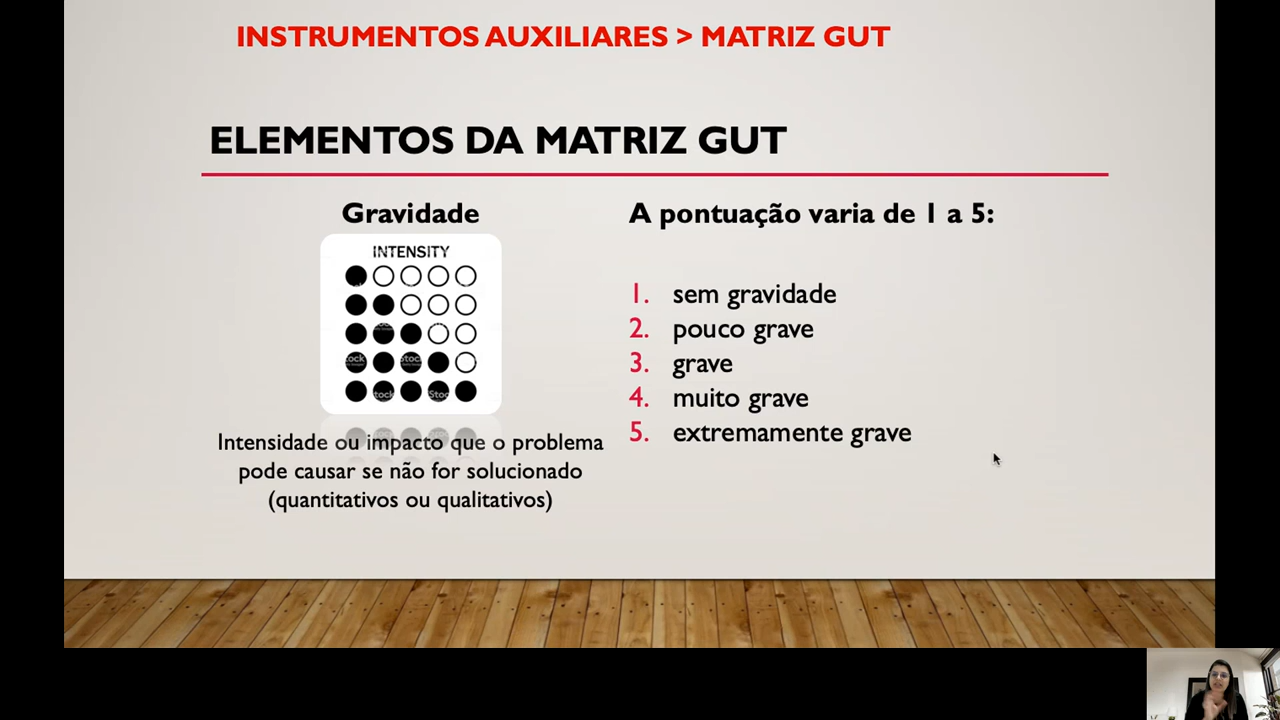 INSTRUMENTOS AUXILIARES > MATRIZ GUT
ELEMENTOS DA MATRIZ GUT
Gravidade
INTENSITY
Intensidade ou impacto que o problema
pode causar se não for solucionado
(quantitativos ou qualitativos)
A pontuação varia de 1 a 5:
1. sem gravidade
2. pouco grave
3. grave
4. muito grave
5. extremamente grave